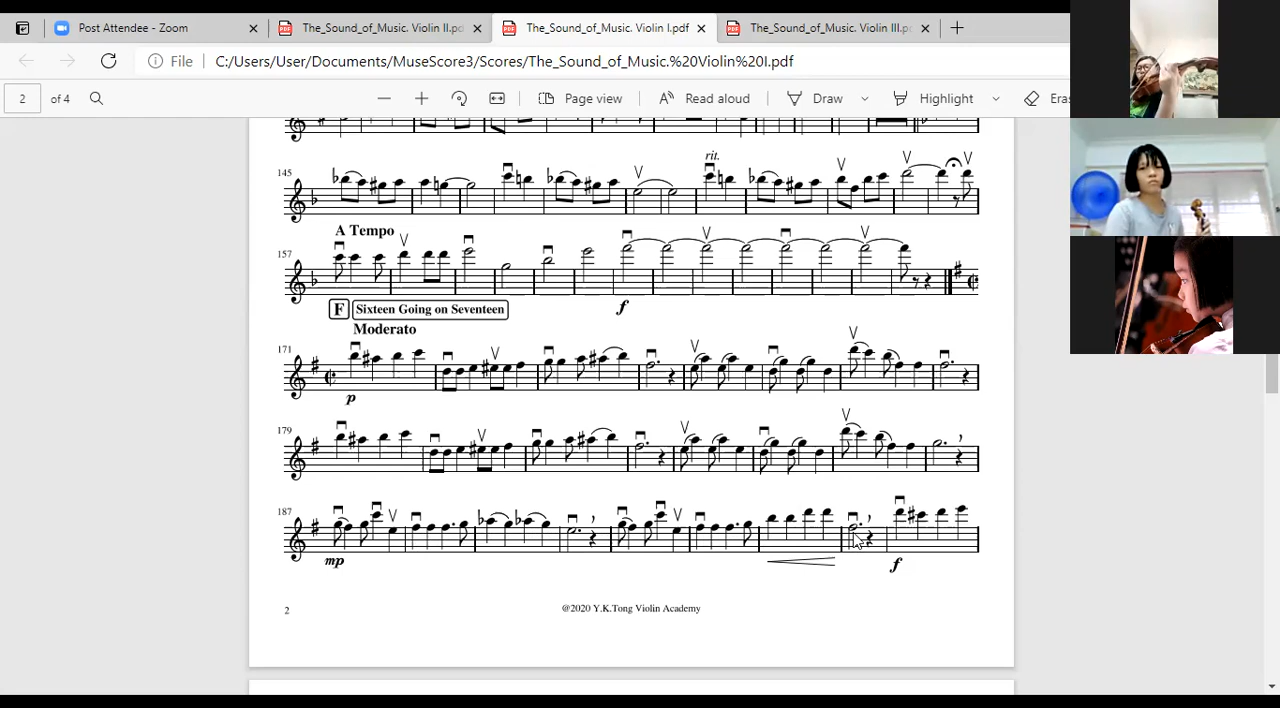 Post Attendee - Zoom
The_Sound_of_Music. Violin II.pd
The_Sound_of_Music. Violin I.pdf
The_Sound_of_Music. Violin III.p
File C:/Users/User/Documents/MuseScore3/Scores/The_Sound_of_Music.%20Violin%20I.pdf
2 of 4 Page view Read aloud Draw Highlight Eras
rit.
145
A Tempo
157
f
F Sixteen Going on Seventeen
Moderato
171
p
179
187
mp f
2 @2020 Y.K.Tong Violin Academy